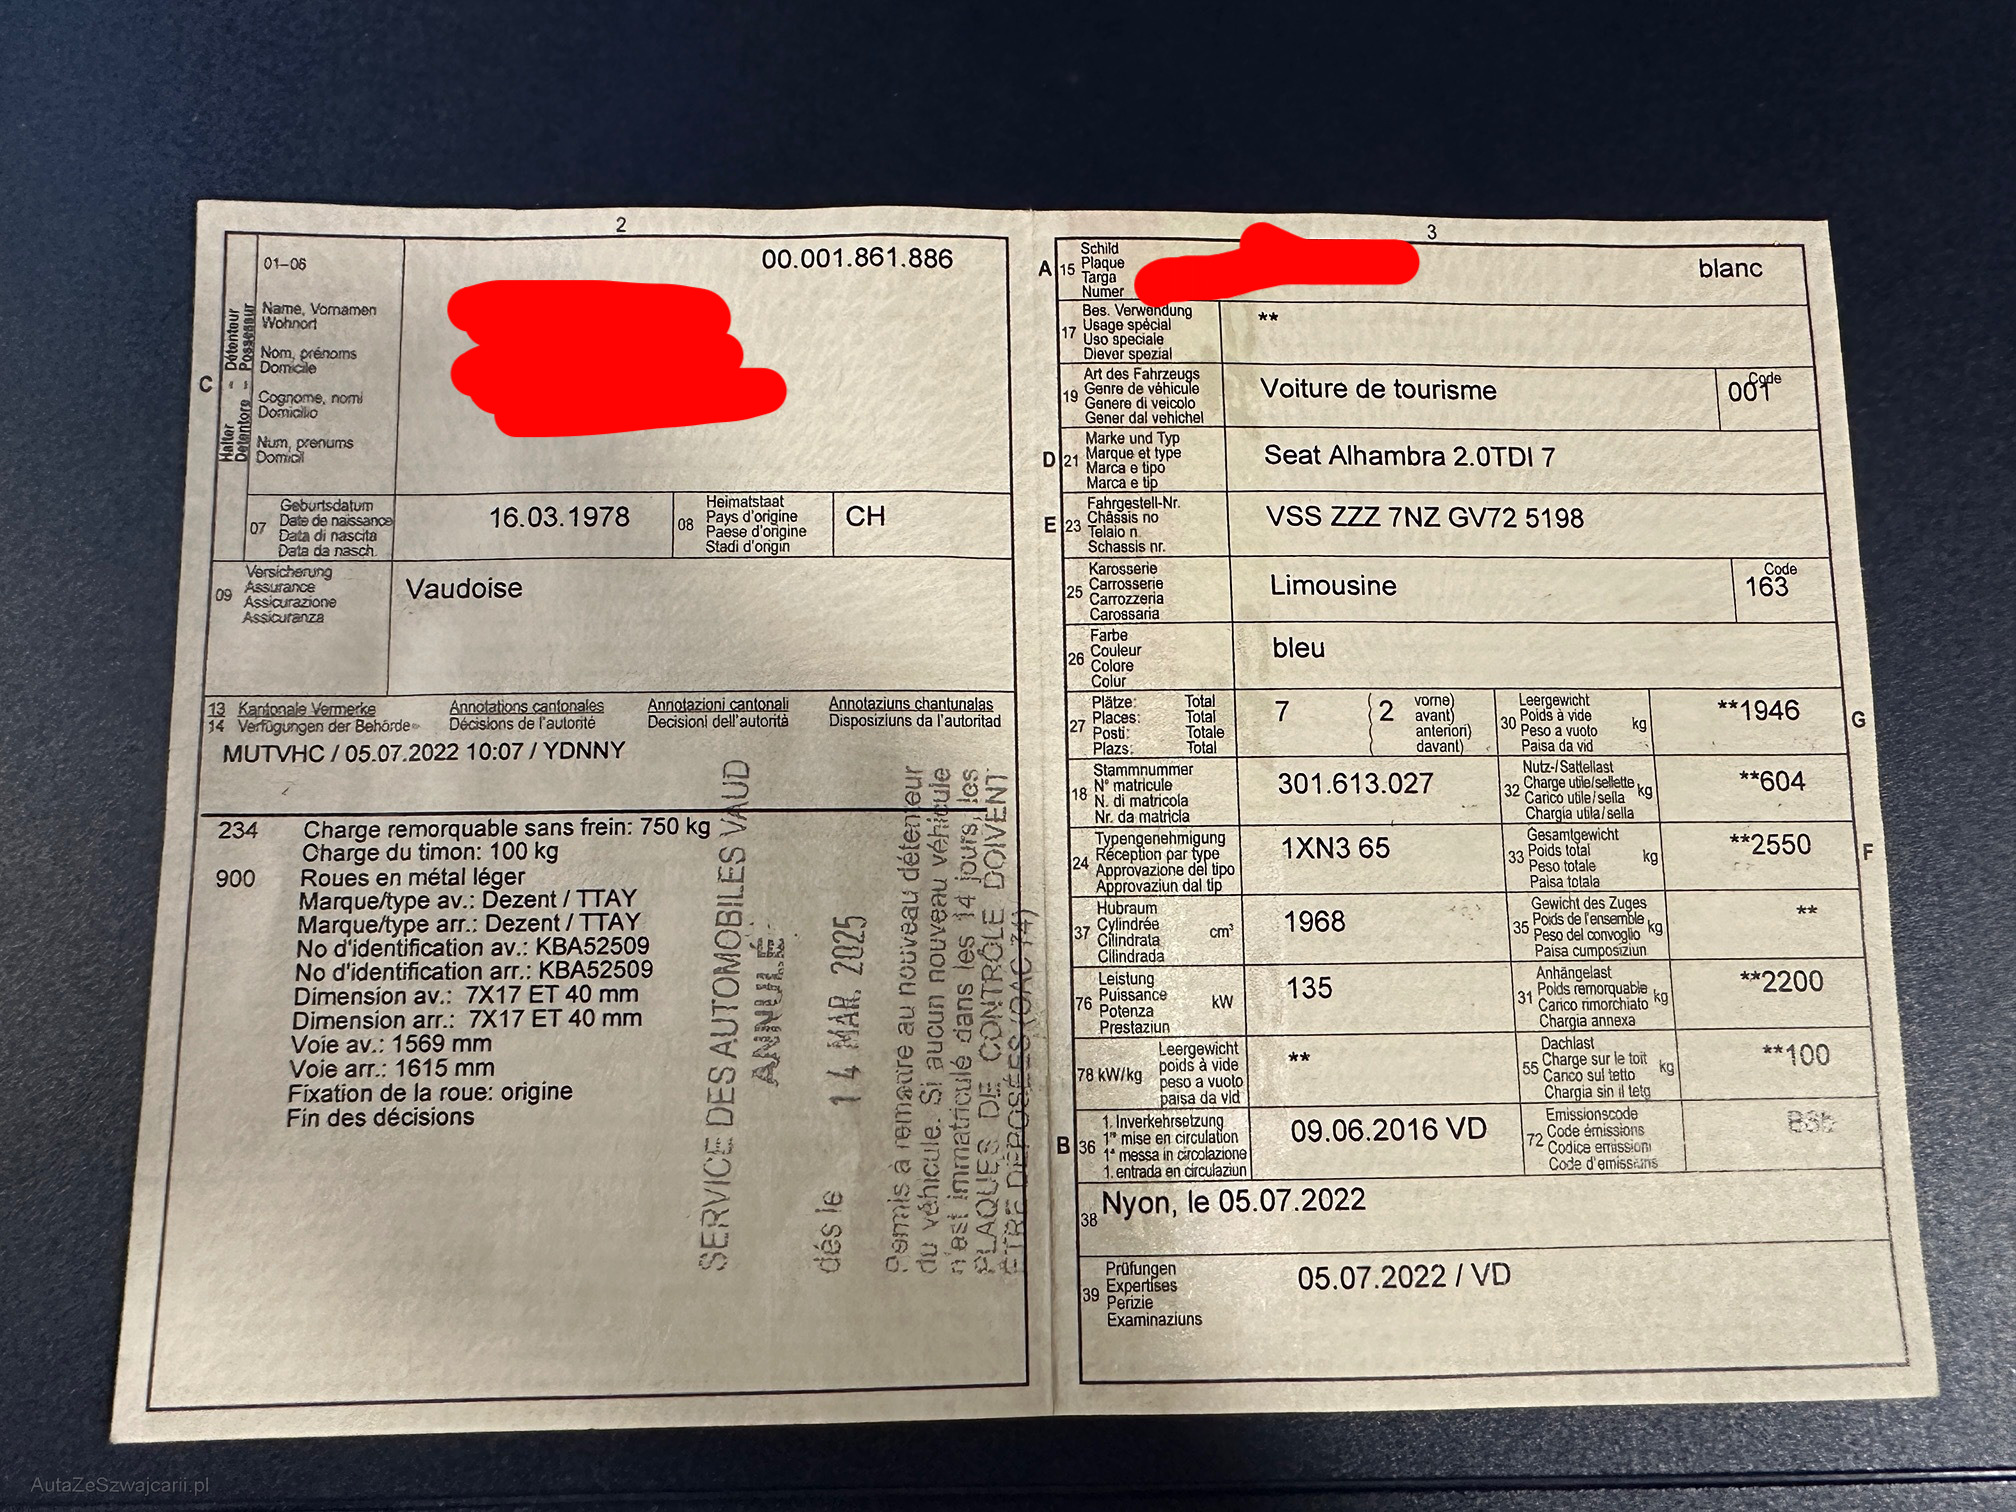 2
01-06
00.001.861.886
Halter Détenteur
Detentore Possessur
C
Name, Vornamen
Wohnort
Nom, prénoms
Domicile
Cognome, nomi
Domicilio
Num, prenums
Domicil
07
Geburtsdatum
Date de naissance
Data di nascita
Data da nasch.
16.03.1978
08
Heimatstaat
Pays d'origine
Paese d'origine
Stadi d'origin
CH
09
Versicherung
Assurance
Assicurazione
Assicuranza
Vaudoise
13 Kantonale Vermerke Annotations cantonales Annotazioni cantonali Annotaziuns chantunalas
14 Verfügungen der Behörde Décisions de l'autorité Decisioni dell'autorità Disposiziuns da l'autoritad
MUTVHC / 05.07.2022 10:07 / YDNNY
234 Charge remorquable sans frein: 750 kg
Charge du timon: 100 kg
900 Roues en métal léger
Marque/type av.: Dezent / TTAY
Marque/type arr.: Dezent / TTAY
No d'identification av.: KBA52509
No d'identification arr.: KBA52509
Dimension av.: 7X17 ET 40 mm
Dimension arr.: 7X17 ET 40 mm
Voie av.: 1569 mm
Voie arr.: 1615 mm
Fixation de la roue: origine
Fin des décisions
SERVICE DES AUTOMOBILES VAUD
ANNULÉ
dès le 14 MAR. 2025
Permis à remettre au nouveau détenteur
du véhicule. Si aucun nouveau véhicule
n'est immatriculé dans les 14 jours, les
PLAQUES DE CONTRÔLE DOIVENT
ÊTRE DÉPOSÉES (OAC 74)
3
A 15
Schild
Plaque
Targa
Numer
blanc
17
Bes. Verwendung
Usage spécial
Uso speciale
Diever spezial
**
19
Art des Fahrzeugs
Genre de véhicule
Genere di veicolo
Gener dal vehichel
Voiture de tourisme
Code
001
D 21
Marke und Typ
Marque et type
Marca e tipo
Marca e tip
Seat Alhambra 2.0TDI 7
E 23
Fahrgestell-Nr.
Châssis no
Telaio n.
Schassis nr.
VSS ZZZ 7NZ GV72 5198
25
Karosserie
Carrosserie
Carrozzeria
Carossaria
Limousine
Code
163
26
Farbe
Couleur
Colore
Colur
bleu
27
Plätze: Total
Places: Total
Posti: Totale
Plazs: Total
7
( 2 vorne)
avant)
anteriori)
davant)
30
Leergewicht
Poids à vide
Peso a vuoto
Paisa da vid
kg
**1946
G
18
Stammnummer
N° matricule
N. di matricola
Nr. da matricla
301.613.027
32
Nutz-/Sattellast
Charge utile/sellette
Carico utile/sella
Chargia utila/sella
kg
**604
24
Typengenehmigung
Réception par type
Approvazione del tipo
Approvaziun dal tip
1XN3 65
33
Gesamtgewicht
Poids total
Peso totale
Paisa totala
kg
**2550
F
37
Hubraum
Cylindrée
Cilindrata
Cilindrada
cm³
1968
35
Gewicht des Zuges
Poids de l'ensemble
Peso del convoglio
Paisa cumposiziun
kg
**
76
Leistung
Puissance
Potenza
Prestaziun
kW
135
31
Anhängelast
Poids remorquable
Carico rimorchiato
Chargia annexa
kg
**2200
78 kW/kg
Leergewicht
poids à vide
peso a vuoto
paisa da vid
**
55
Dachlast
Charge sur le toit
Carico sul tetto
Chargia sin il tetg
kg
**100
B 36
1. Inverkehrsetzung
1re mise en circulation
1a messa in circolazione
1. entrada en circulaziun
09.06.2016 VD
72
Emissionscode
Code émissions
Codice emissioni
Code d'emissiuns
B6b
38
Nyon, le 05.07.2022
39
Prüfungen
Expertises
Perizie
Examinaziuns
05.07.2022 / VD
AutaZeSzwajcarii.pl